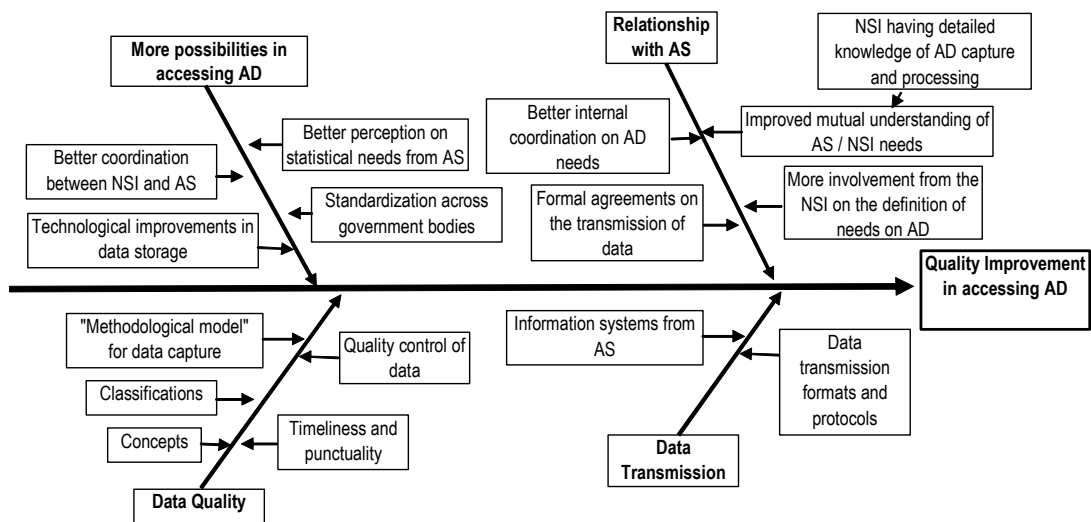 More possibilities in
accessing AD
Better perception on
statistical needs from AS
Better coordination
between NSI and AS
Standardization across
government bodies
Technological improvements in
data storage
Relationship
with AS
NSI having detailed
knowledge of AD capture
and processing
Better internal
coordination on AD
needs
Improved mutual understanding of
AS / NSI needs
Formal agreements on
the transmission of
data
More involvement from the
NSI on the definition of
needs on AD
Quality Improvement
in accessing AD
"Methodological model"
for data capture
Quality control of
data
Classifications
Concepts
Timeliness and
punctuality
Data Quality
Information systems from
AS
Data
transmission
formats and
protocols
Data
Transmission